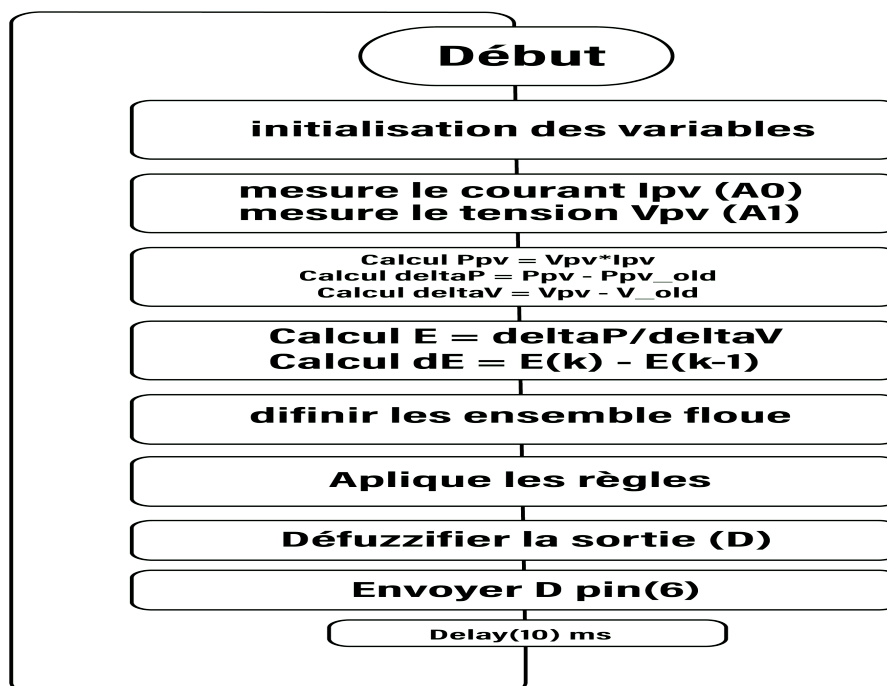 Début
initialisation des variables
mesure le courant Ipv (A0)
mesure le tension Vpv (A1)
Calcul Ppv = Vpv*Ipv
Calcul deltaP = Ppv - Ppv_old
Calcul deltaV = Vpv - V_old
Calcul E = deltaP/deltaV
Calcul dE = E(k) - E(k-1)
difinir les ensemble floue
Aplique les règles
Défuzzifier la sortie (D)
Envoyer D pin(6)
Delay(10) ms